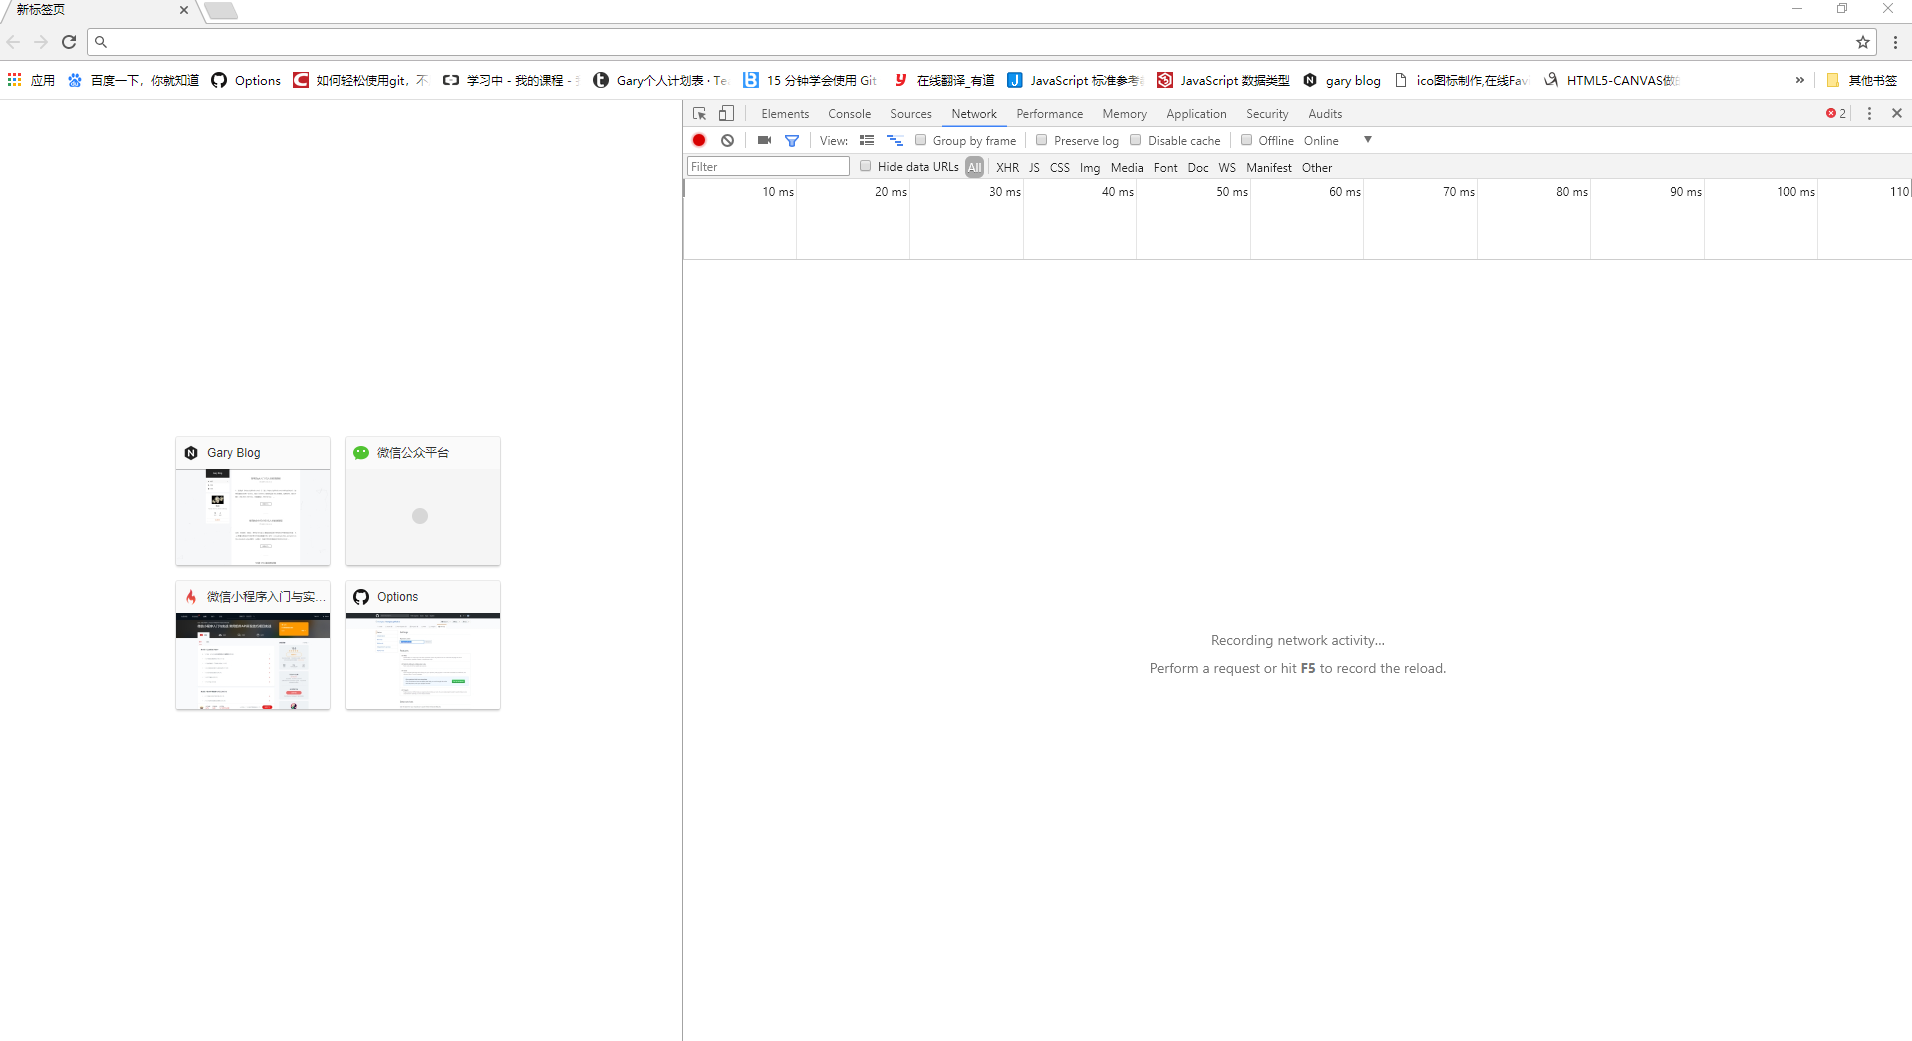 新标签页
应用 百度一下，你就知道 Options 如何轻松使用git，不 学习中 - 我的课程 - Gary个人计划表 · Te 15 分钟学会使用 Git 在线翻译_有道 JavaScript 标准参考 JavaScript 数据类型 gary blog ico图标制作,在线Fav HTML5-CANVAS做 » 其他书签
Elements Console Sources Network Performance Memory Application Security Audits 2
View: Group by frame Preserve log Disable cache Offline Online
Filter Hide data URLs All XHR JS CSS Img Media Font Doc WS Manifest Other
10 ms 20 ms 30 ms 40 ms 50 ms 60 ms 70 ms 80 ms 90 ms 100 ms 110
Gary Blog 微信公众平台
微信小程序入门与实... Options
Recording network activity...
Perform a request or hit F5 to record the reload.